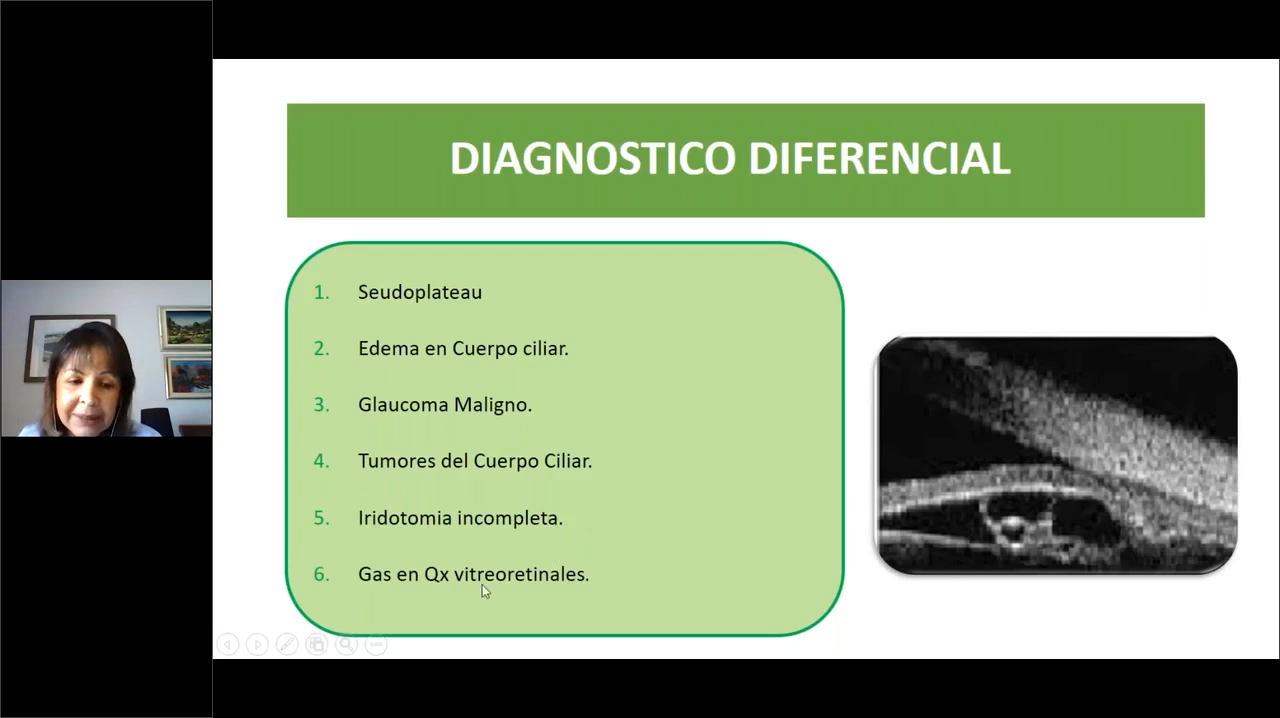 DIAGNOSTICO DIFERENCIAL
1. Seudoplateau
2. Edema en Cuerpo ciliar.
3. Glaucoma Maligno.
4. Tumores del Cuerpo Ciliar.
5. Iridotomia incompleta.
6. Gas en Qx vitreoretinales.